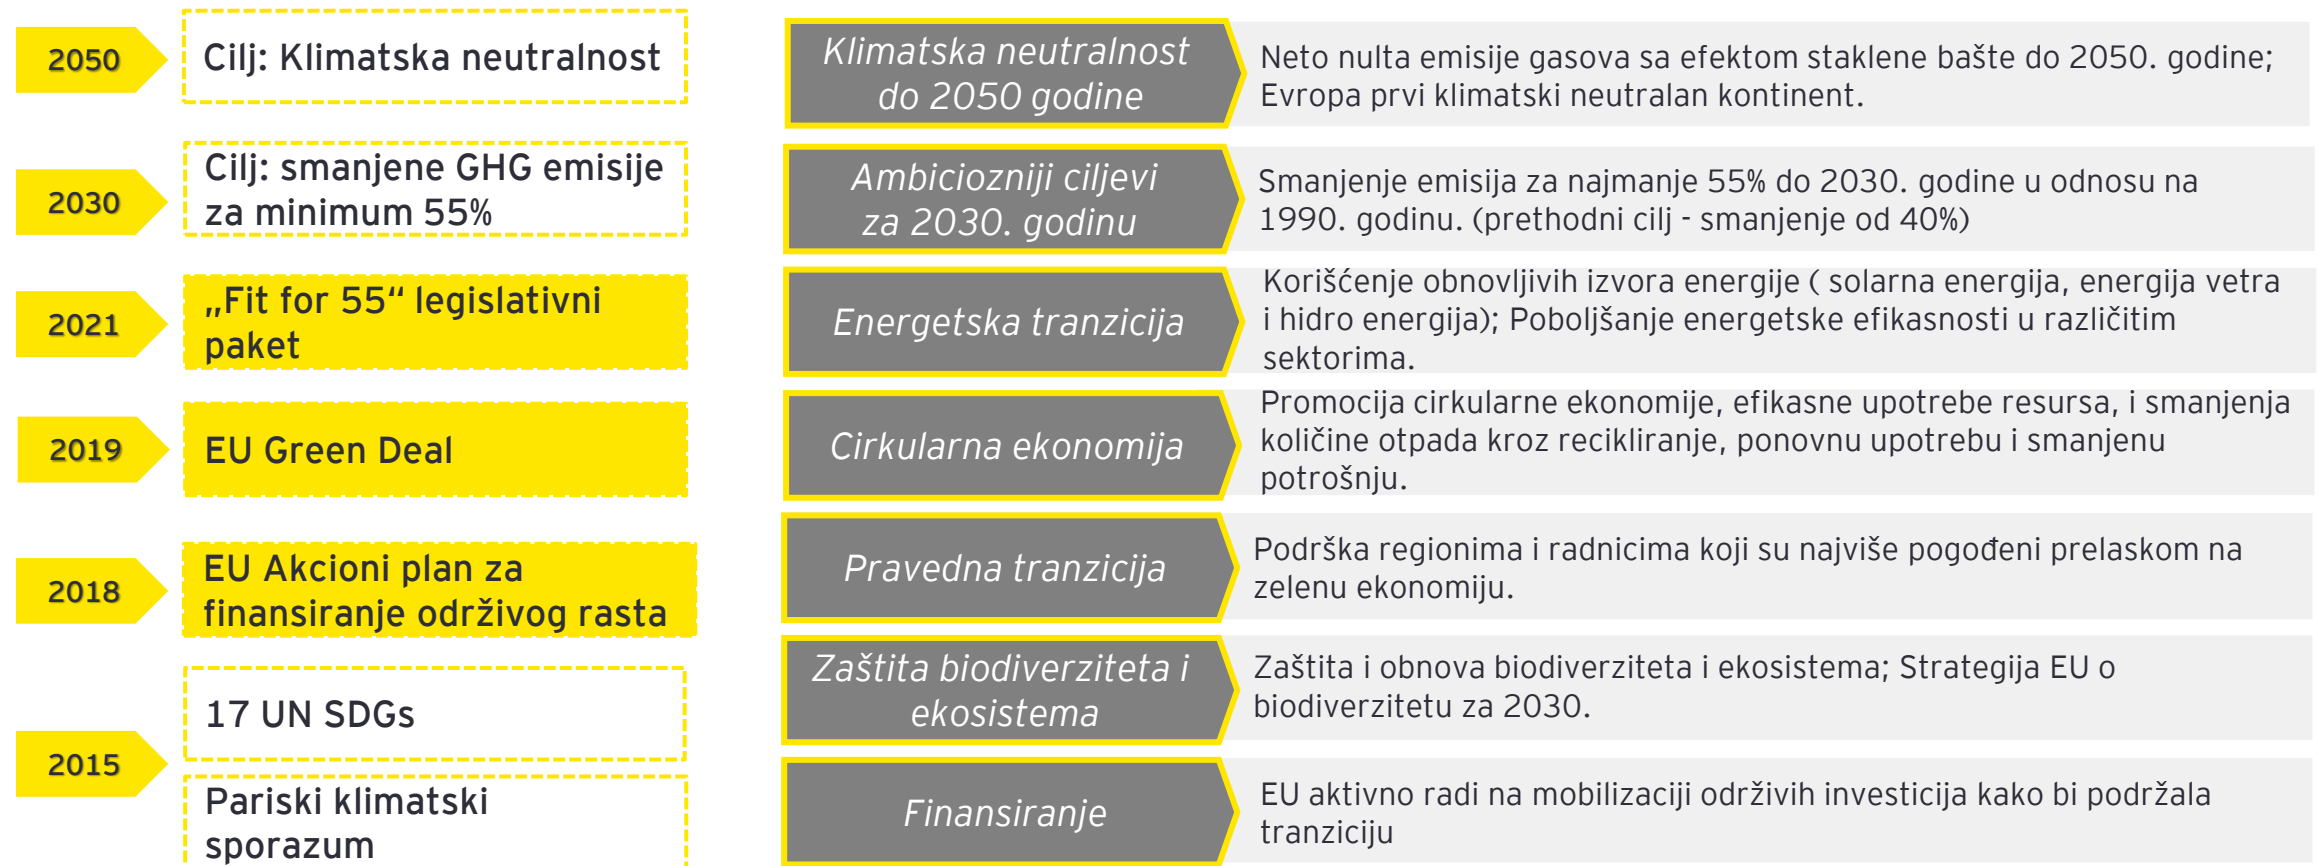 2050
Cilj: Klimatska neutralnost
2030
Cilj: smanjene GHG emisije
za minimum 55%
2021
„Fit for 55“ legislativni
paket
2019
EU Green Deal
2018
EU Akcioni plan za
finansiranje održivog rasta
2015
17 UN SDGs
Pariski klimatski
sporazum
Klimatska neutralnost
do 2050 godine
Neto nulta emisije gasova sa efektom staklene bašte do 2050. godine;
Evropa prvi klimatski neutralan kontinent.
Ambiciozniji ciljevi
za 2030. godinu
Smanjenje emisija za najmanje 55% do 2030. godine u odnosu na
1990. godinu. (prethodni cilj - smanjenje od 40%)
Energetska tranzicija
Korišćenje obnovljivih izvora energije ( solarna energija, energija vetra
i hidro energija); Poboljšanje energetske efikasnosti u različitim
sektorima.
Cirkularna ekonomija
Promocija cirkularne ekonomije, efikasne upotrebe resursa, i smanjenja
količine otpada kroz recikliranje, ponovnu upotrebu i smanjenu
potrošnju.
Pravedna tranzicija
Podrška regionima i radnicima koji su najviše pogođeni prelaskom na
zelenu ekonomiju.
Zaštita biodiverziteta i
ekosistema
Zaštita i obnova biodiverziteta i ekosistema; Strategija EU o
biodiverzitetu za 2030.
Finansiranje
EU aktivno radi na mobilizaciji održivih investicija kako bi podržala
tranziciju